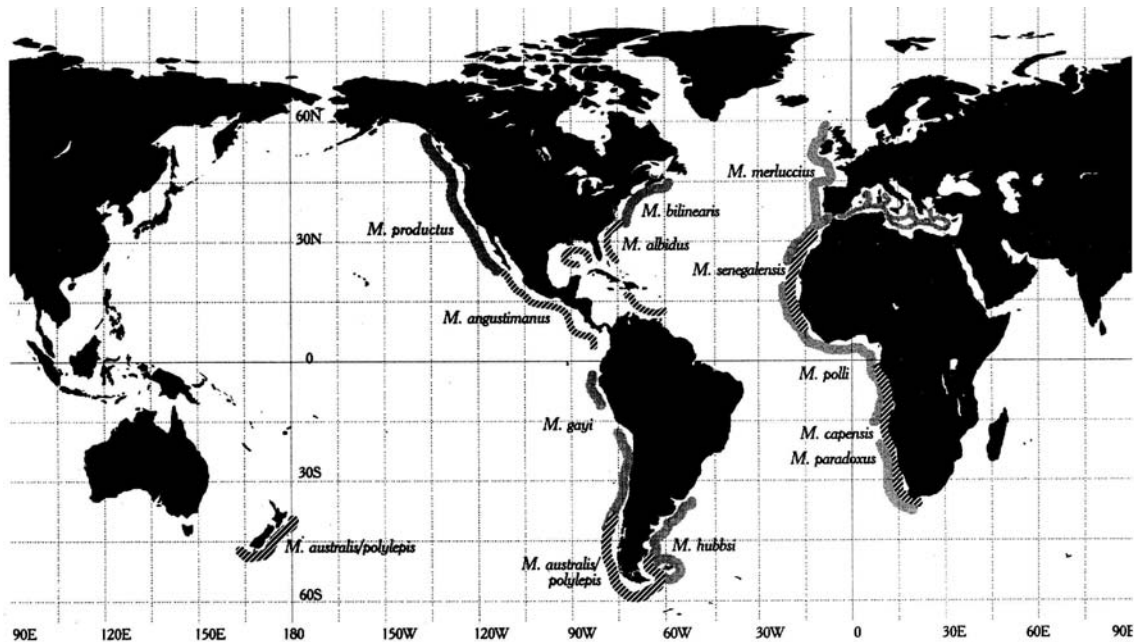 60N
M. merluccius
M. bilinearis
M. productus
30N
M. albidus
M. senegalensis
M. angustimanus
0
M. polli
M. gayi
M. capensis
M. paradoxus
30S
M. australis/polylepis
M. hubbsi
M. australis/
polylepis
60S
90E 120E 150E 180 150W 120W 90W 60W 30W 0 30E 60E 90E